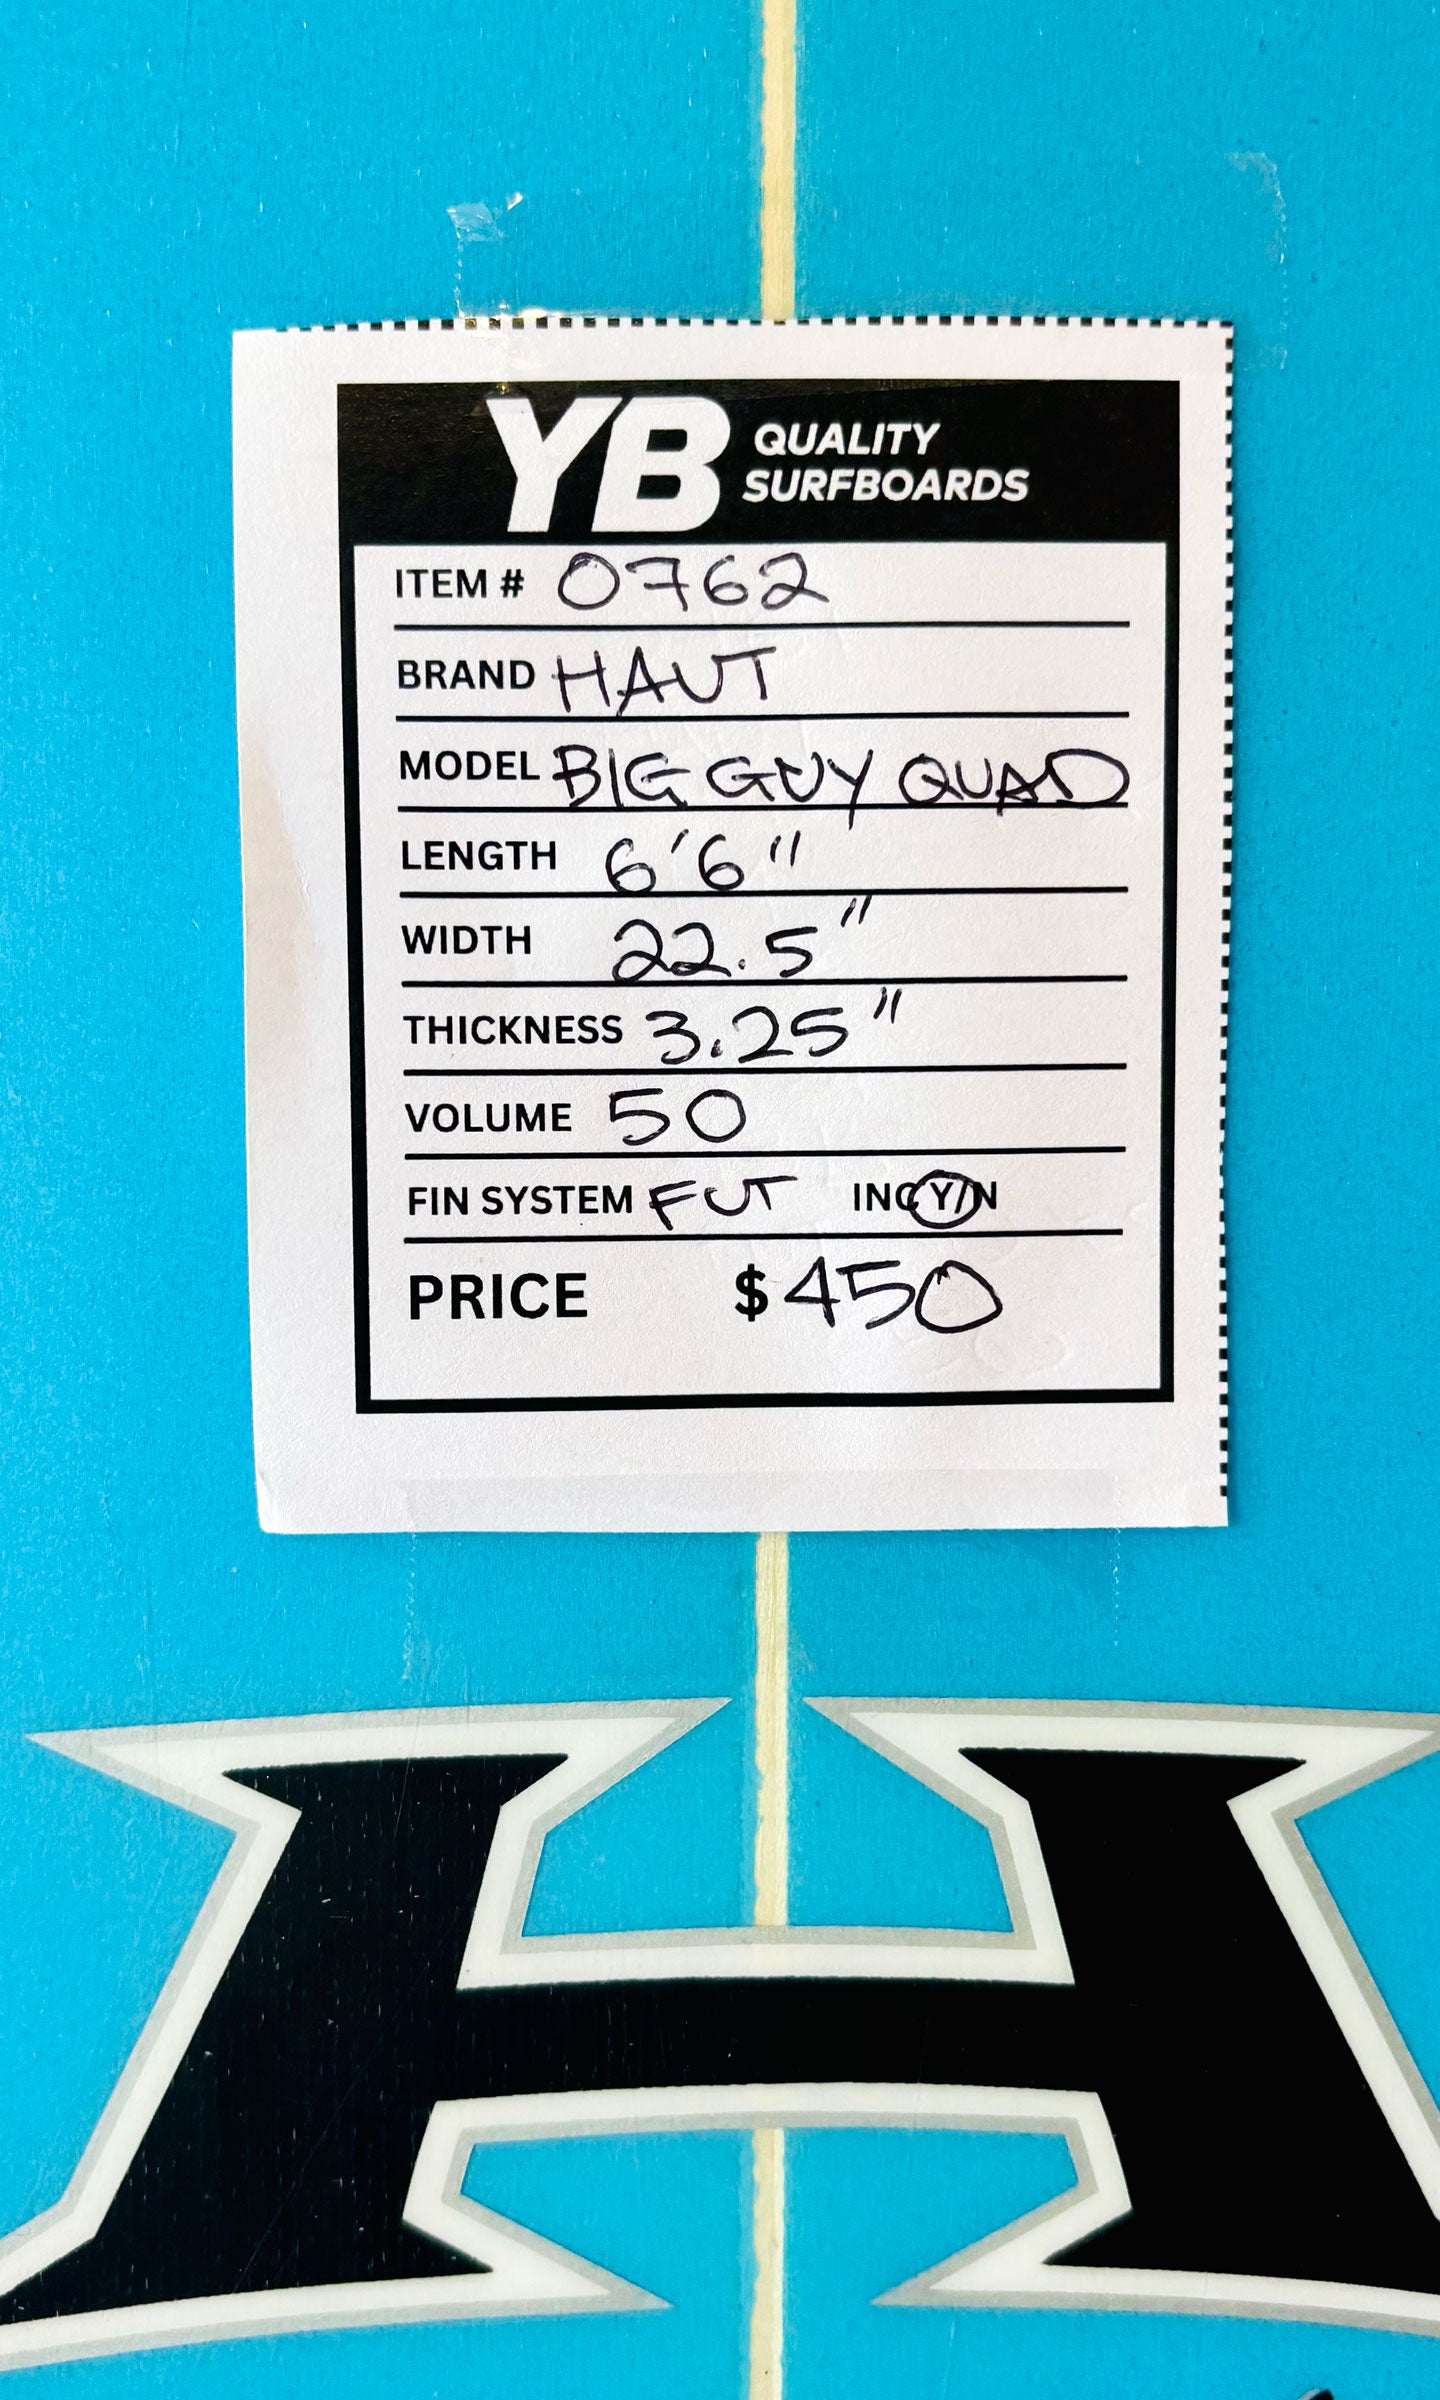 YB QUALITY
SURFBOARDS
ITEM # 0762
BRAND HAUT
MODEL BIG GUY QUAD
LENGTH 6'6"
WIDTH 22.5"
THICKNESS 3.25"
VOLUME 50
FIN SYSTEM FUT INC Y/N
PRICE $450
H